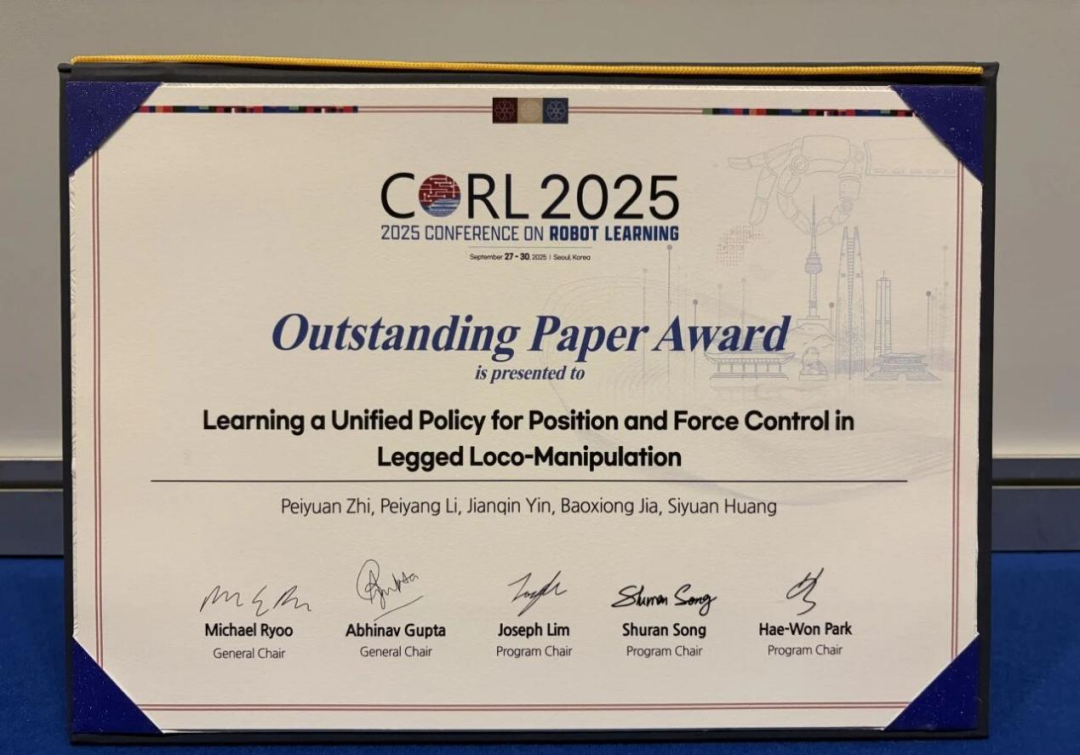 CORL 2025
2025 CONFERENCE ON ROBOT LEARNING
September 27 - 30, 2025 | Seoul, Korea
Outstanding Paper Award
is presented to
Learning a Unified Policy for Position and Force Control in
Legged Loco-Manipulation
Peiyuan Zhi, Peiyang Li, Jianqin Yin, Baoxiong Jia, Siyuan Huang
Shuran Song
Michael Ryoo Abhinav Gupta Joseph Lim Shuran Song Hae-Won Park
General Chair General Chair Program Chair Program Chair Program Chair